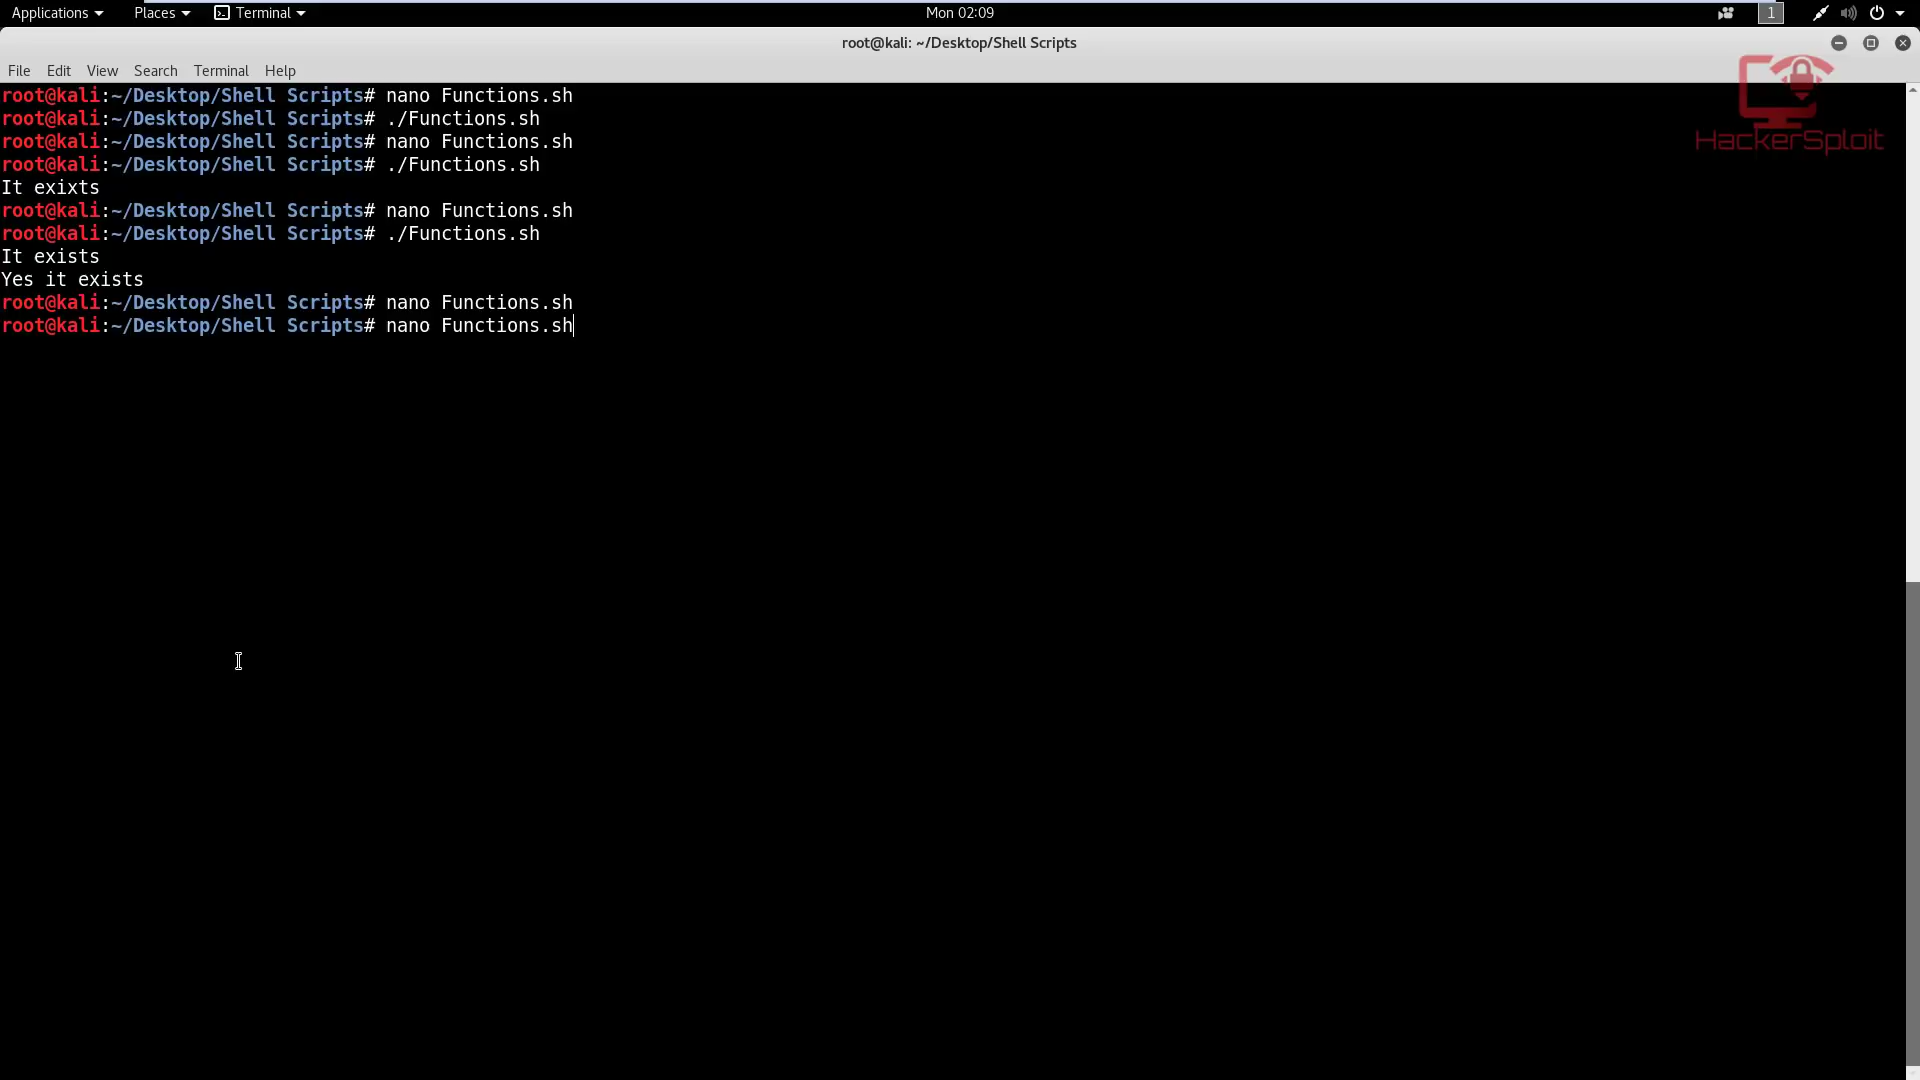 Applications Places Terminal Mon 02:09 1
root@kali: ~/Desktop/Shell Scripts
File Edit View Search Terminal Help
HackerSploit
root@kali:~/Desktop/Shell Scripts# nano Functions.sh
root@kali:~/Desktop/Shell Scripts# ./Functions.sh
root@kali:~/Desktop/Shell Scripts# nano Functions.sh
root@kali:~/Desktop/Shell Scripts# ./Functions.sh
It exixts
root@kali:~/Desktop/Shell Scripts# nano Functions.sh
root@kali:~/Desktop/Shell Scripts# ./Functions.sh
It exists
Yes it exists
root@kali:~/Desktop/Shell Scripts# nano Functions.sh
root@kali:~/Desktop/Shell Scripts# nano Functions.sh